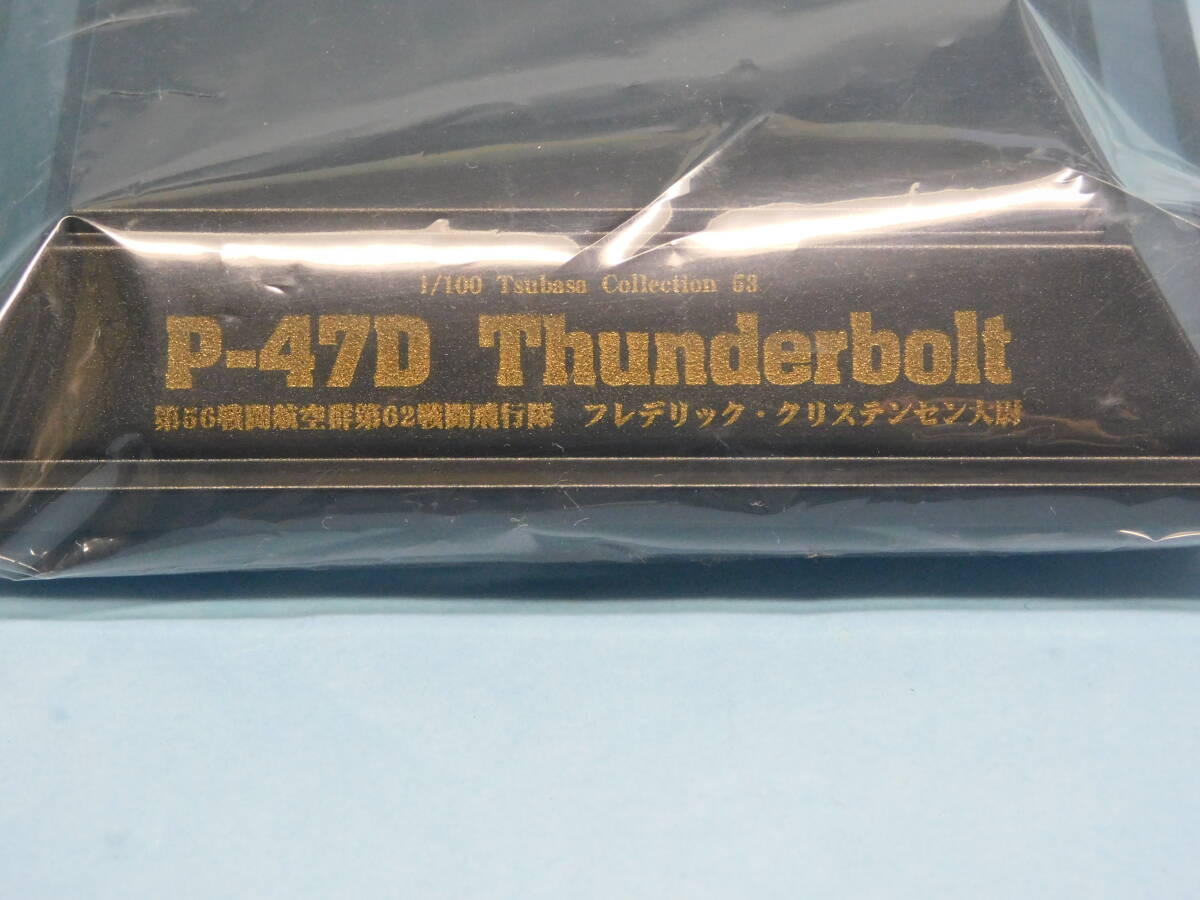 1/100 Tsubasa Collection 53
P-47D Thunderbolt
第56戦闘航空群第62戦闘飛行隊 フレデリック・クリステンセン大尉